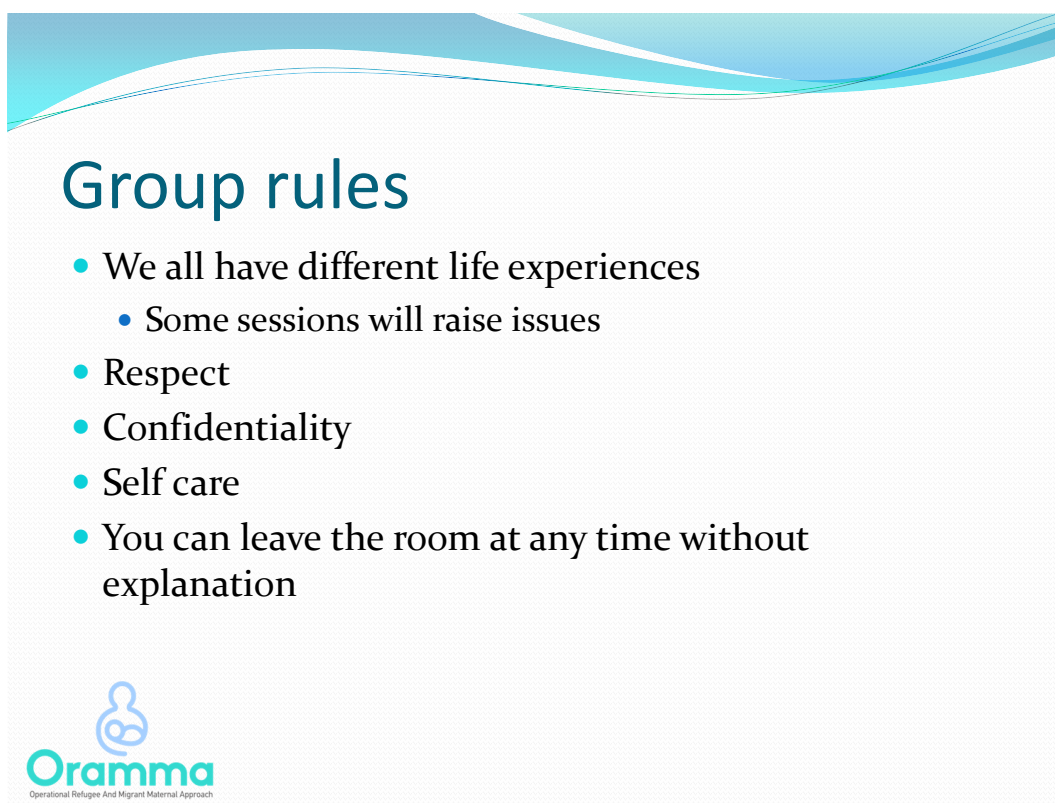 Group rules
We all have different life experiences
Some sessions will raise issues
Respect
Confidentiality
Self care
You can leave the room at any time without
explanation
Oramma
Operational Refugee And Migrant Maternal Approach